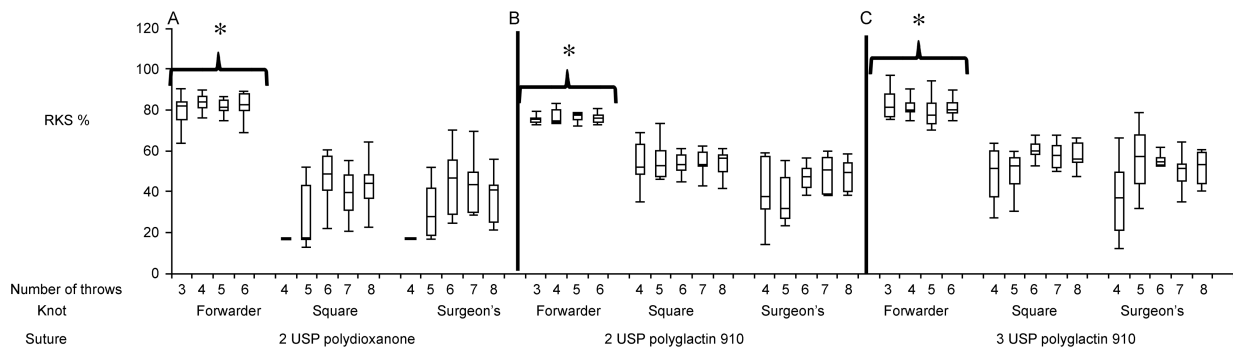 A B C
* * *
120
100
80
60
40
20
0
RKS %
Number of throws 3 4 5 6 4 5 6 7 8 4 5 6 7 8 3 4 5 6 4 5 6 7 8 4 5 6 7 8 3 4 5 6 4 5 6 7 8 4 5 6 7 8
Knot Forwarder Square Surgeon's Forwarder Square Surgeon's Forwarder Square Surgeon's
Suture 2 USP polydioxanone 2 USP polyglactin 910 3 USP polyglactin 910